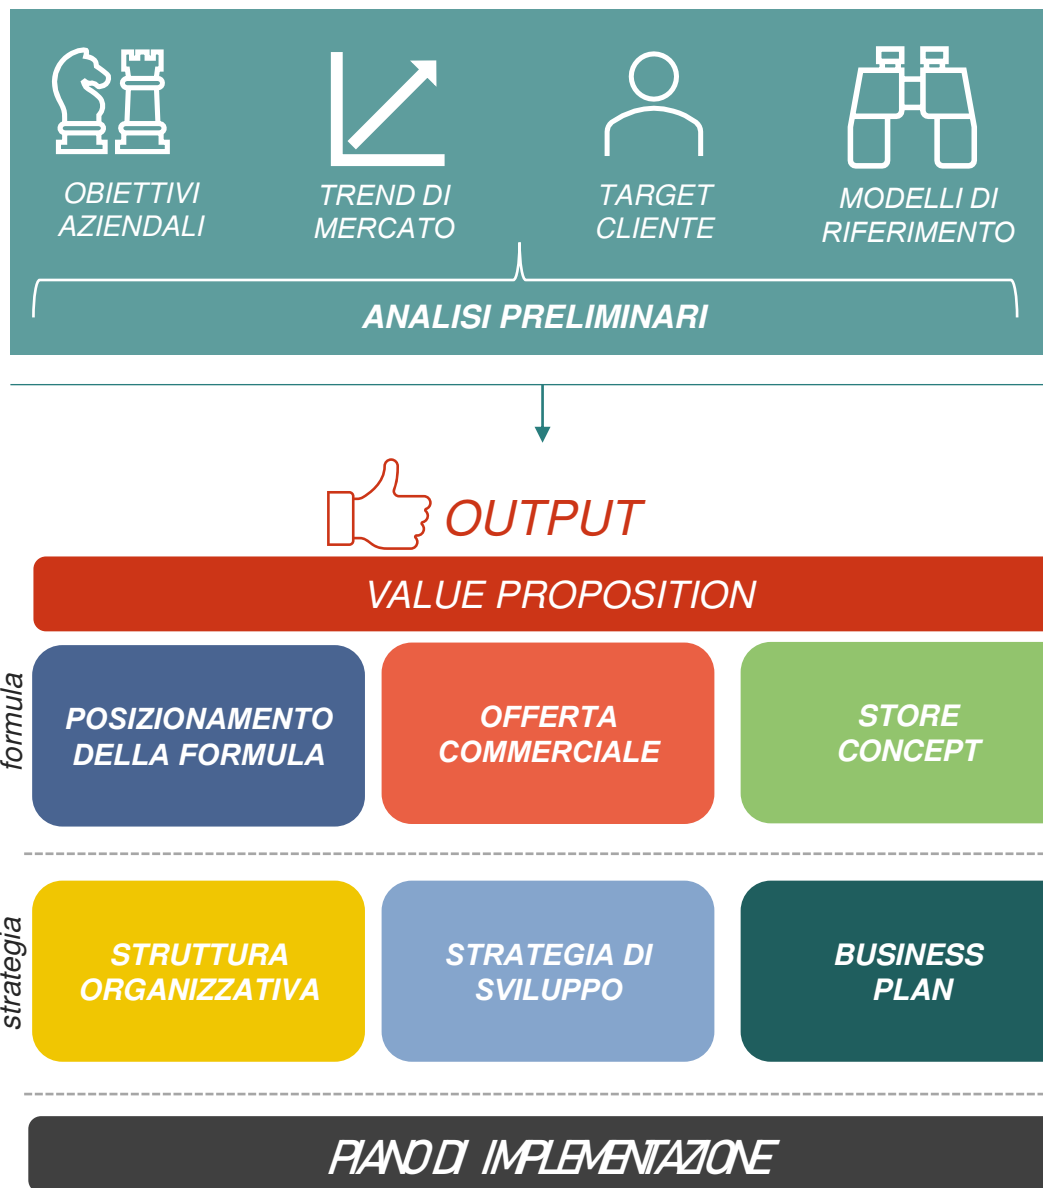 OBIETTIVI
AZIENDALI
TREND DI
MERCATO
TARGET
CLIENTE
MODELLI DI
RIFERIMENTO
ANALISI PRELIMINARI
OUTPUT
VALUE PROPOSITION
formula
POSIZIONAMENTO
DELLA FORMULA
OFFERTA
COMMERCIALE
STORE
CONCEPT
strategia
STRUTTURA
ORGANIZZATIVA
STRATEGIA DI
SVILUPPO
BUSINESS
PLAN
PIANO DI IMPLEMENTAZIONE